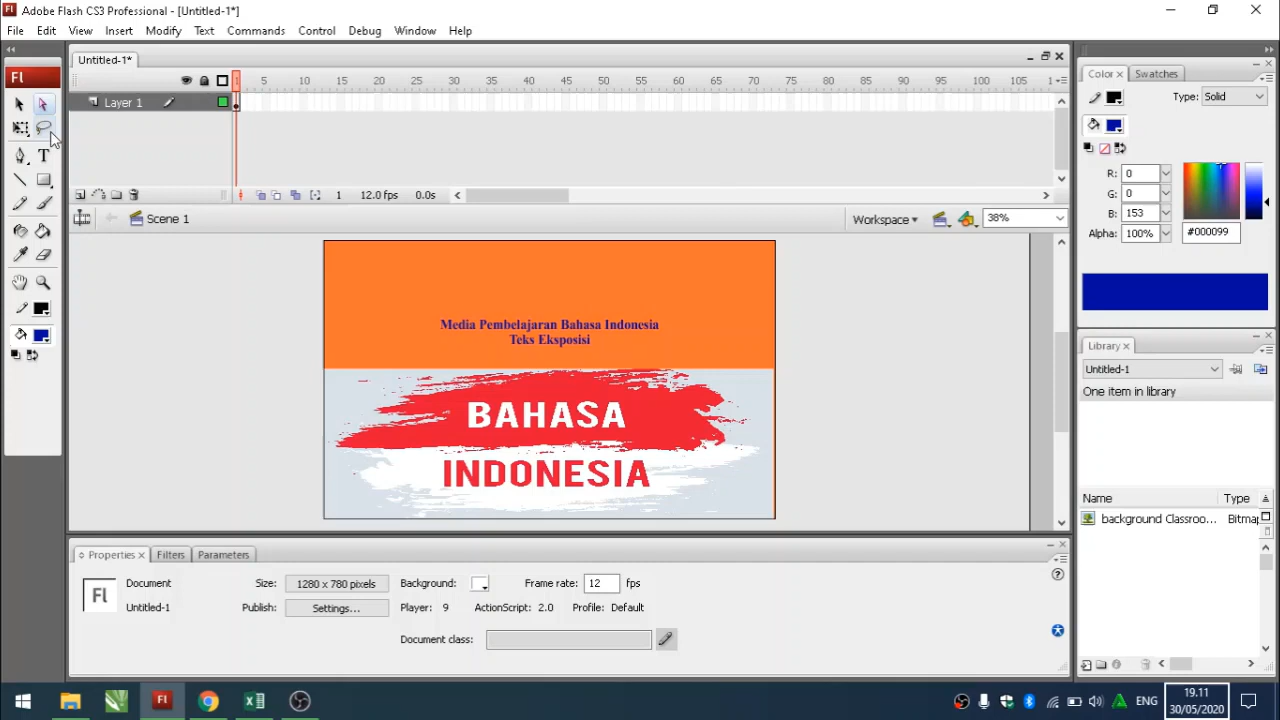 Adobe Flash CS3 Professional - [Untitled-1*]
File Edit View Insert Modify Text Commands Control Debug Window Help
Untitled-1*
Fl
1 5 10 15 20 25 30 35 40 45 50 55 60 65 70 75 80 85 90 95 100 105 1
Layer 1
1 12.0 fps 0.0s
Scene 1
Workspace
38%
Media Pembelajaran Bahasa Indonesia
Teks Eksposisi
BAHASA
INDONESIA
Properties Filters Parameters
Fl
Document
Untitled-1
Size: 1280 x 780 pixels
Background:
Frame rate: 12 fps
Publish: Settings...
Player: 9 ActionScript: 2.0 Profile: Default
Document class:
Color Swatches
Type: Solid
R: 0
G: 0
B: 153
Alpha: 100% #000099
Library
Untitled-1
One item in library
Name Type
background Classroo... Bitmap
Fl
ENG
19.11
30/05/2020